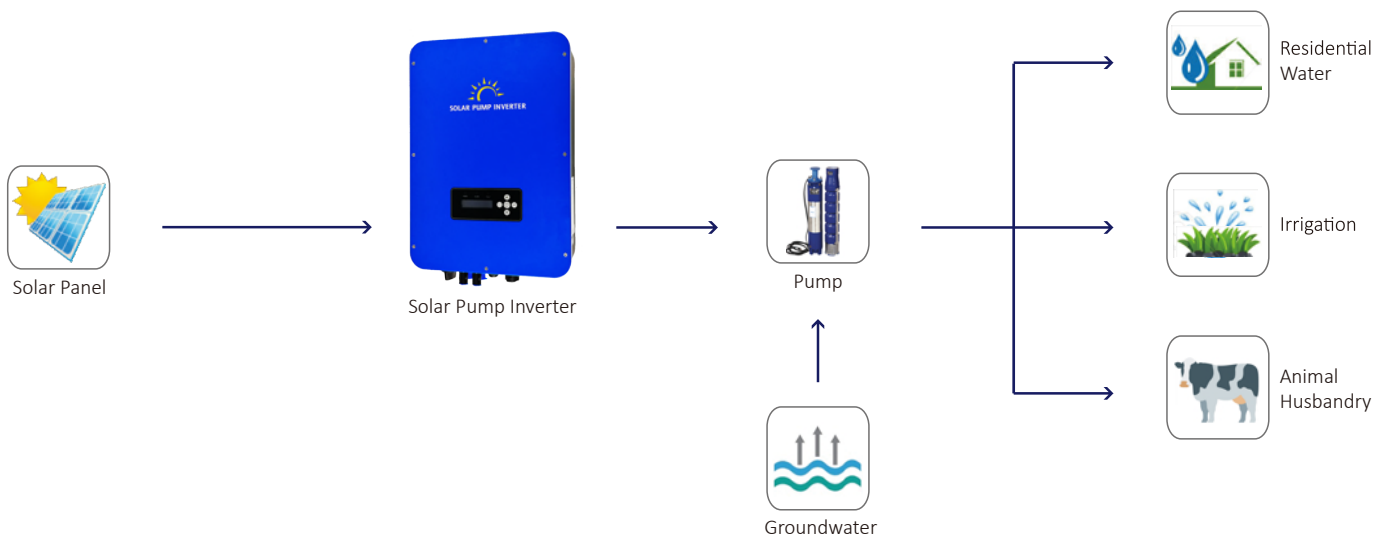 SOLAR PUMP INVERTER
Solar Panel
Solar Pump Inverter
Pump
Groundwater
Residential
Water
Irrigation
Animal
Husbandry